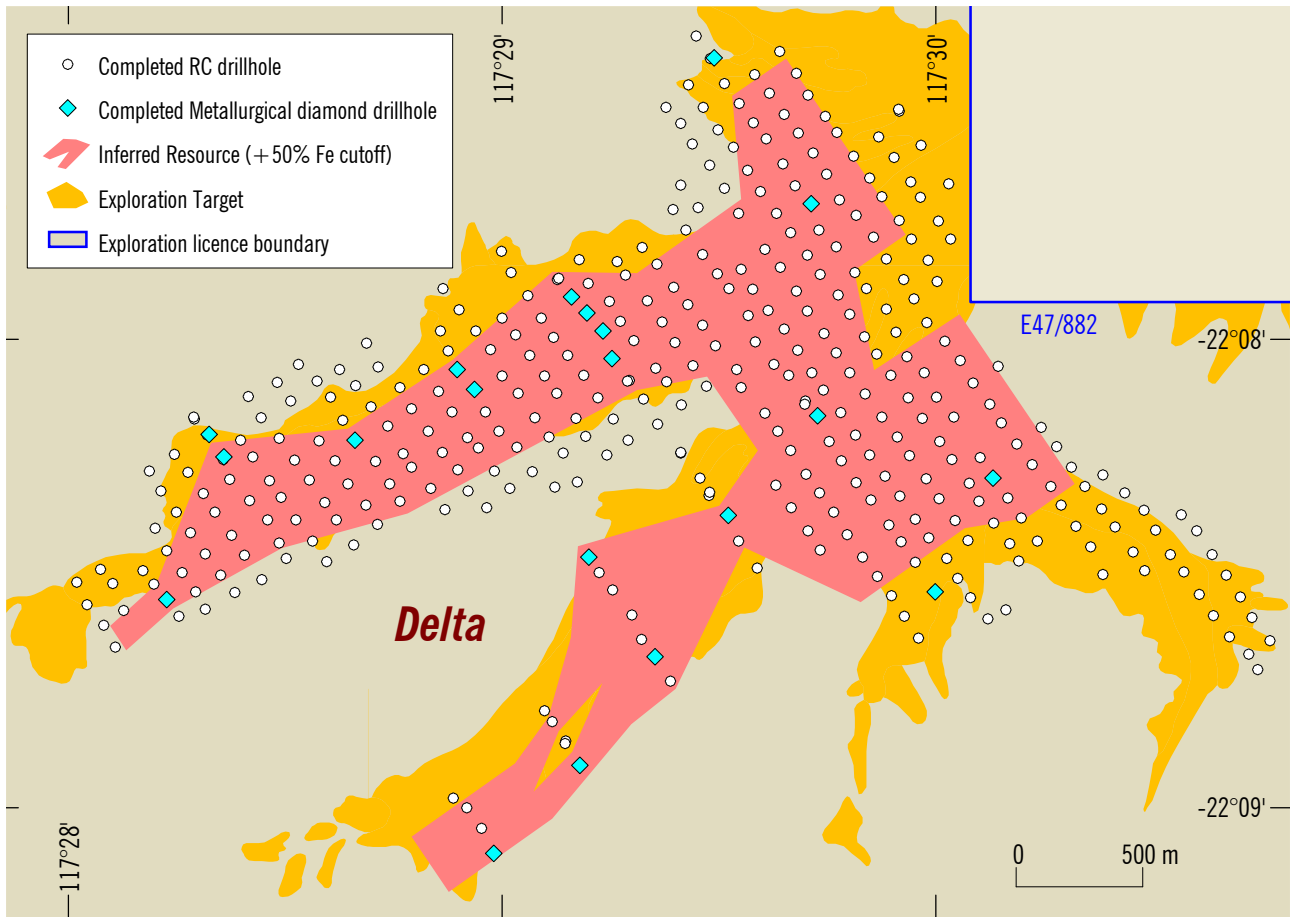 117°29'
117°30'
Completed RC drillhole
Completed Metallurgical diamond drillhole
Inferred Resource (+50% Fe cutoff)
Exploration Target
Exploration licence boundary
E47/882
-22°08'
Delta
-22°09'
117°28'
0 500 m